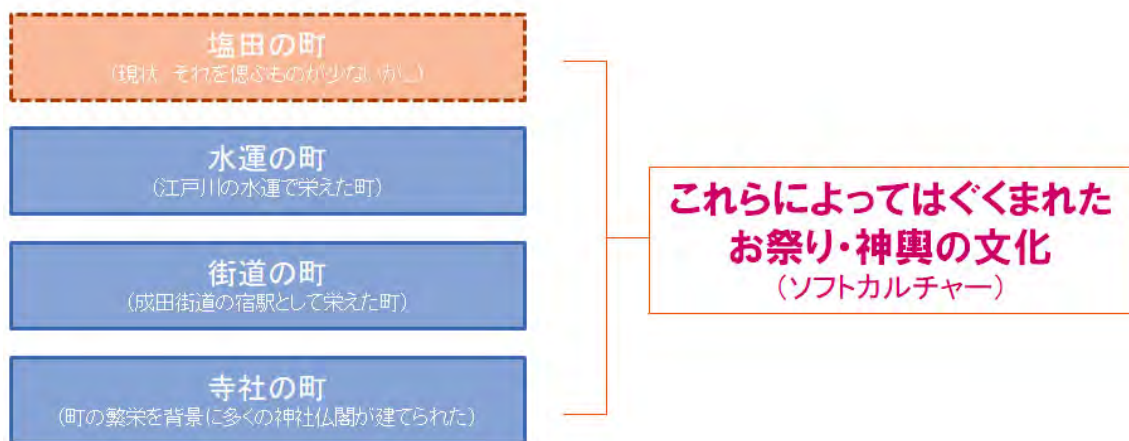 塩田の町
(現状 それを偲ぶものが少ないが…)
水運の町
(江戸川の水運で栄えた町)
街道の町
(成田街道の宿駅として栄えた町)
寺社の町
(町の繁栄を背景に多くの神社仏閣が建てられた)
これらによってはぐくまれた
お祭り・神輿の文化
(ソフトカルチャー)